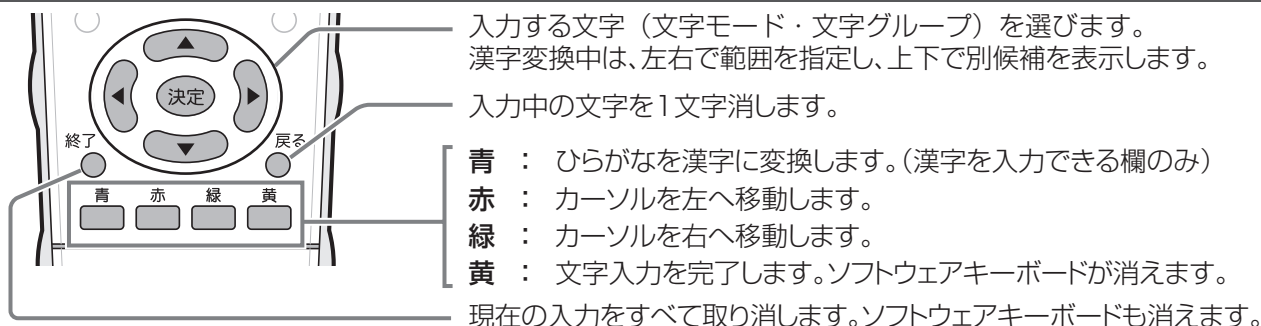 入力する文字（文字モード・文字グループ）を選びます。
漢字変換中は、左右で範囲を指定し、上下で別候補を表示します。
決定
入力中の文字を1文字消します。
終了
戻る
青 赤 緑 黄
青 ： ひらがなを漢字に変換します。（漢字を入力できる欄のみ）
赤 ： カーソルを左へ移動します。
緑 ： カーソルを右へ移動します。
黄 ： 文字入力を完了します。ソフトウェアキーボードが消えます。
現在の入力をすべて取り消します。ソフトウェアキーボードも消えます。